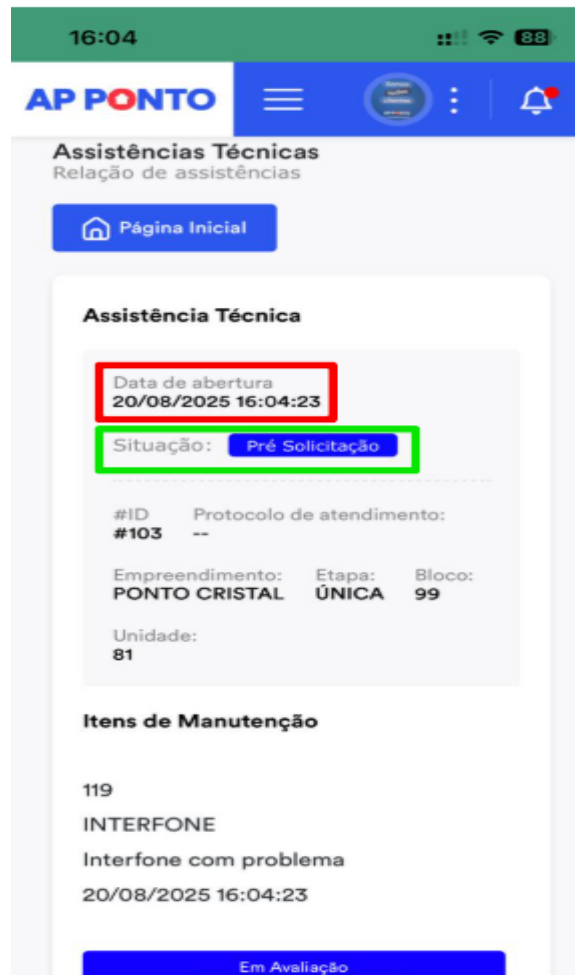 16:04
88
AP PONTO
Assistências Técnicas
Relação de assistências
Página Inicial
Assistência Técnica
Data de abertura
20/08/2025 16:04:23
Situação: Pré Solicitação
#ID Protocolo de atendimento:
#103 --
Empreendimento: Etapa: Bloco:
PONTO CRISTAL ÚNICA 99
Unidade:
81
Itens de Manutenção
119
INTERFONE
Interfone com problema
20/08/2025 16:04:23
Em Avaliação